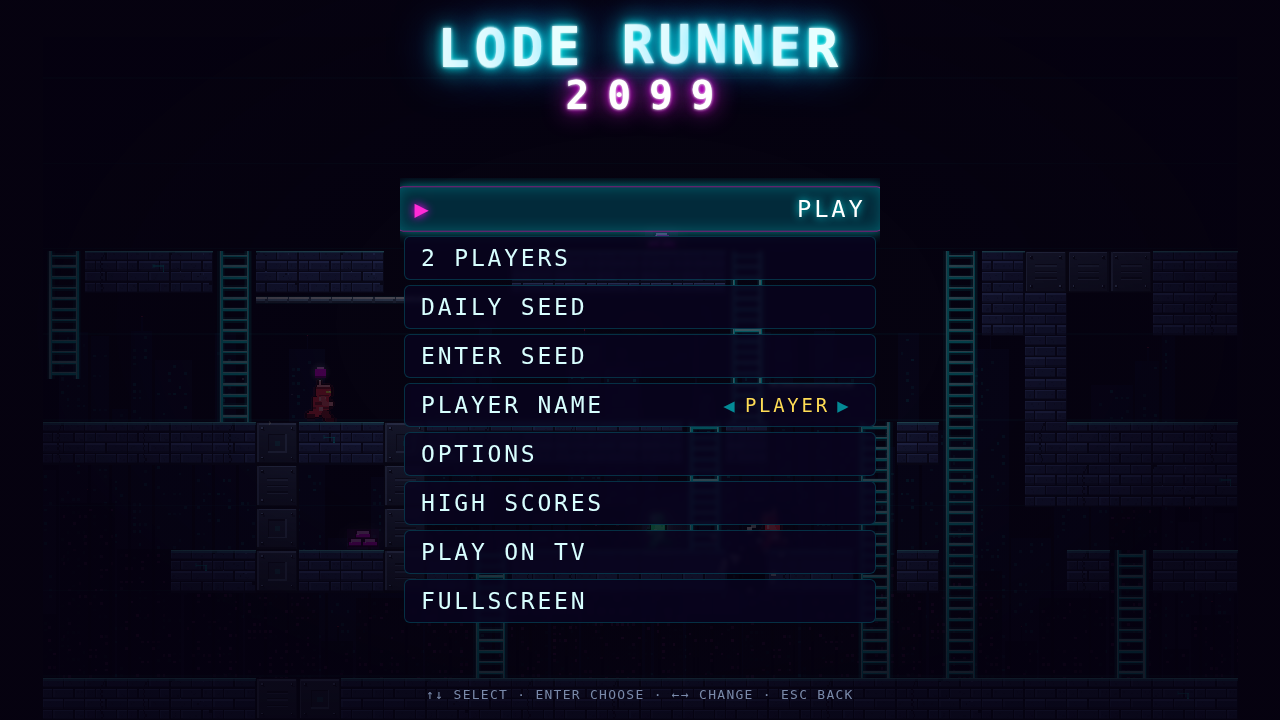 LODE RUNNER
2099
▶ PLAY
2 PLAYERS
DAILY SEED
ENTER SEED
PLAYER NAME ◀ PLAYER ▶
OPTIONS
HIGH SCORES
PLAY ON TV
FULLSCREEN
↑↓ SELECT · ENTER CHOOSE · ←→ CHANGE · ESC BACK